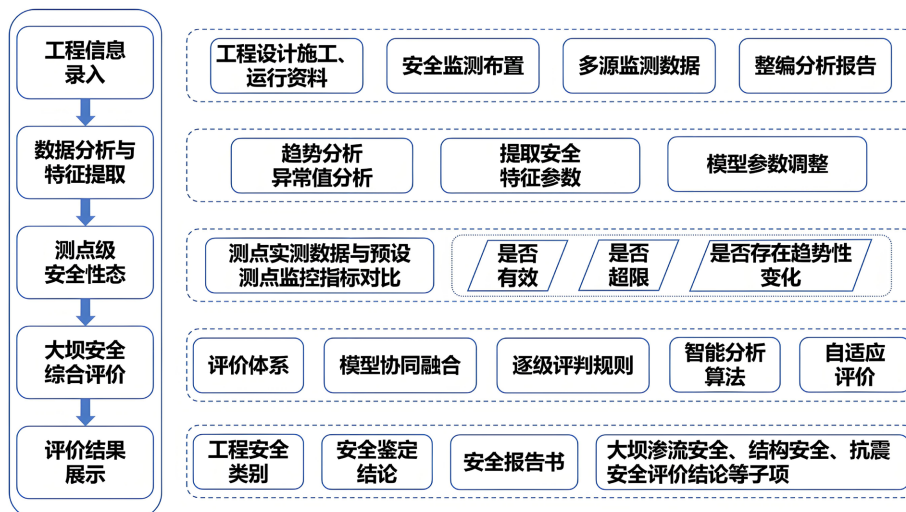 工程信息
录入
工程设计施工、
运行资料
安全监测布置
多源监测数据
整编分析报告
数据分析与
特征提取
趋势分析
异常值分析
提取安全
特征参数
模型参数调整
测点级
安全性态
测点实测数据与预设
测点监控指标对比
是否
有效
是否
超限
是否存在趋势性
变化
大坝安全
综合评价
评价体系
模型协同融合
逐级评判规则
智能分析
算法
自适应
评价
评价结果
展示
工程安全
类别
安全鉴定
结论
安全报告书
大坝渗流安全、结构安全、抗震
安全评价结论等子项